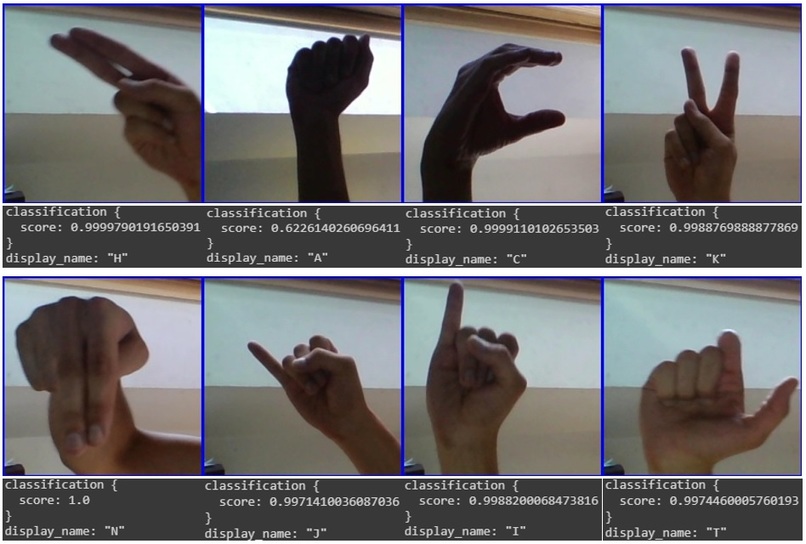 classification {
score: 0.9999790191650391
}
display_name: "H"
classification {
score: 0.6226140260696411
}
display_name: "A"
classification {
score: 0.9999110102653503
}
display_name: "C"
classification {
score: 0.9988769888877869
}
display_name: "K"
classification {
score: 1.0
}
display_name: "N"
classification {
score: 0.9971410036087036
}
display_name: "J"
classification {
score: 0.9988200068473816
}
display_name: "I"
classification {
score: 0.9974460005760193
}
display_name: "T"